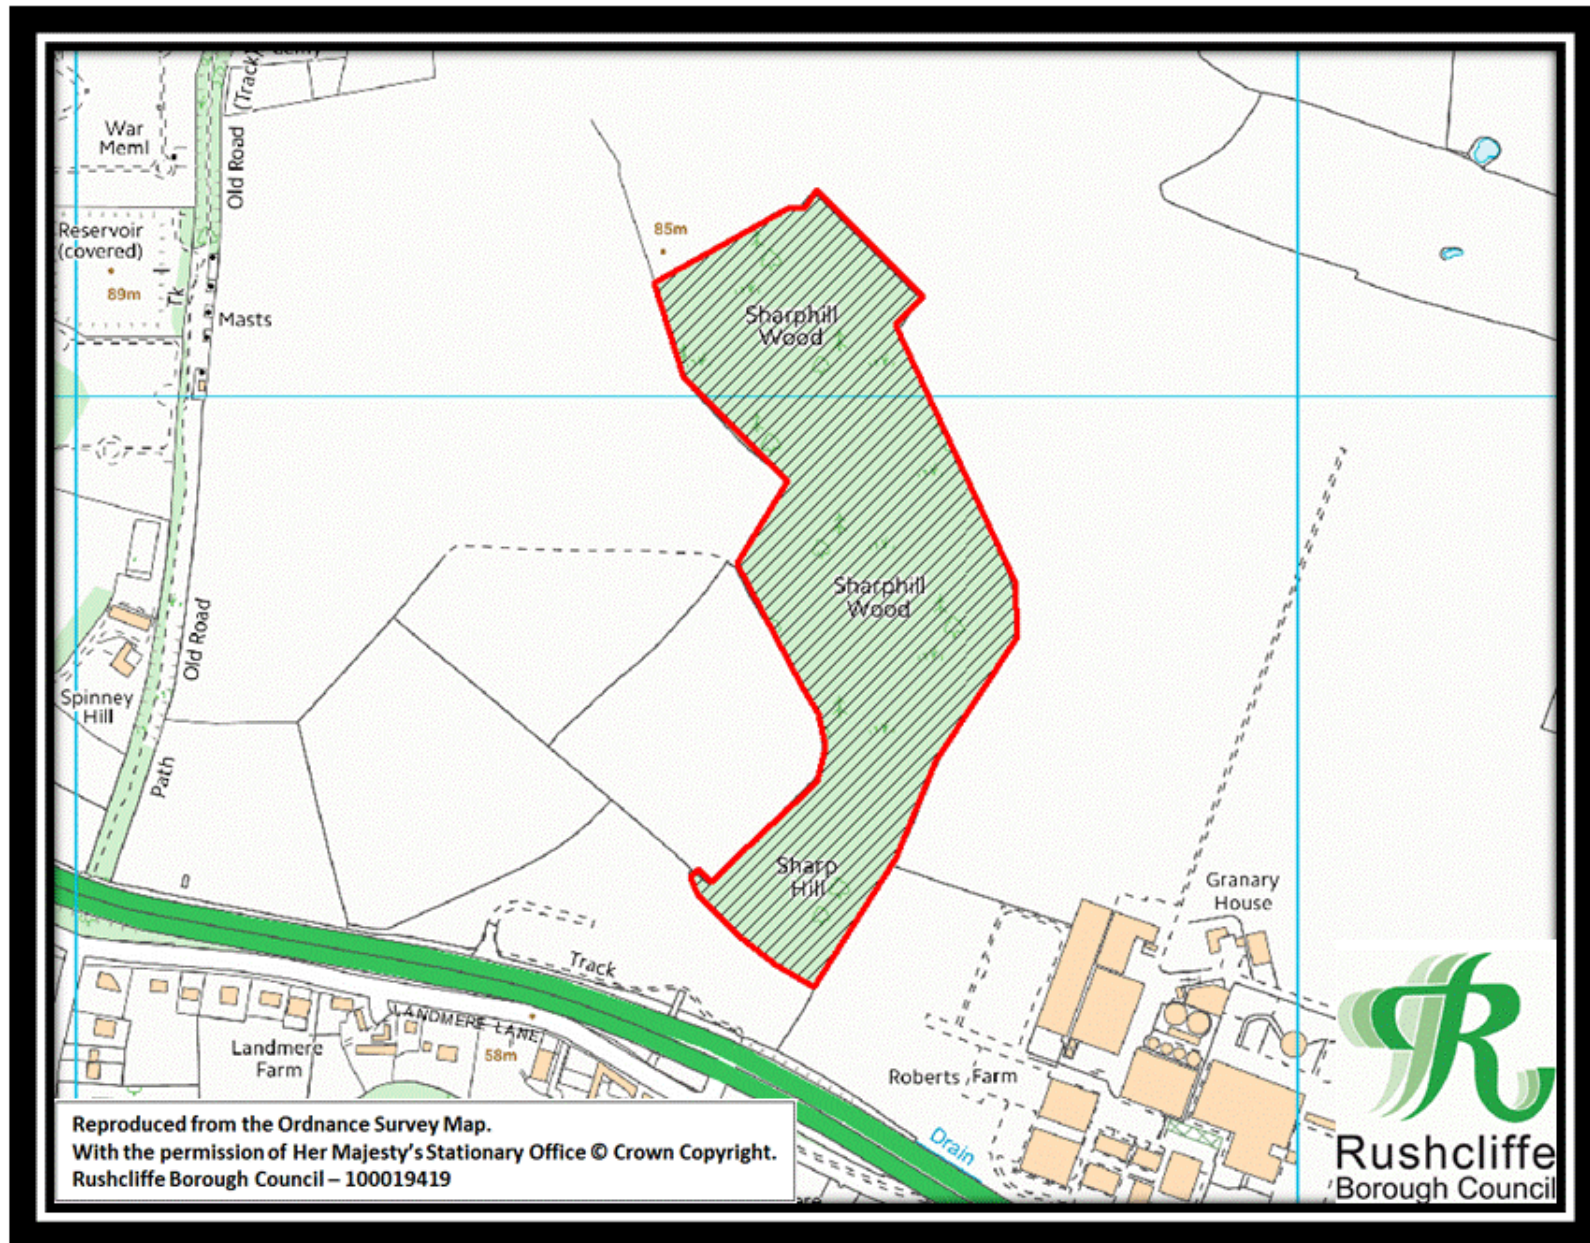 (Track)
Old Road
War
Meml
Reservoir
(covered)
89m
Tk
Masts
85m
Sharphill
Wood
Sharphill
Wood
Old Road
Spinney
Hill
Path
Sharp
Hill
Granary
House
Track
LANDMERE LANE
Landmere
Farm
58m
Roberts Farm
Drain
Reproduced from the Ordnance Survey Map.
With the permission of Her Majesty's Stationary Office © Crown Copyright.
Rushcliffe Borough Council – 100019419
R
Rushcliffe
Borough Council